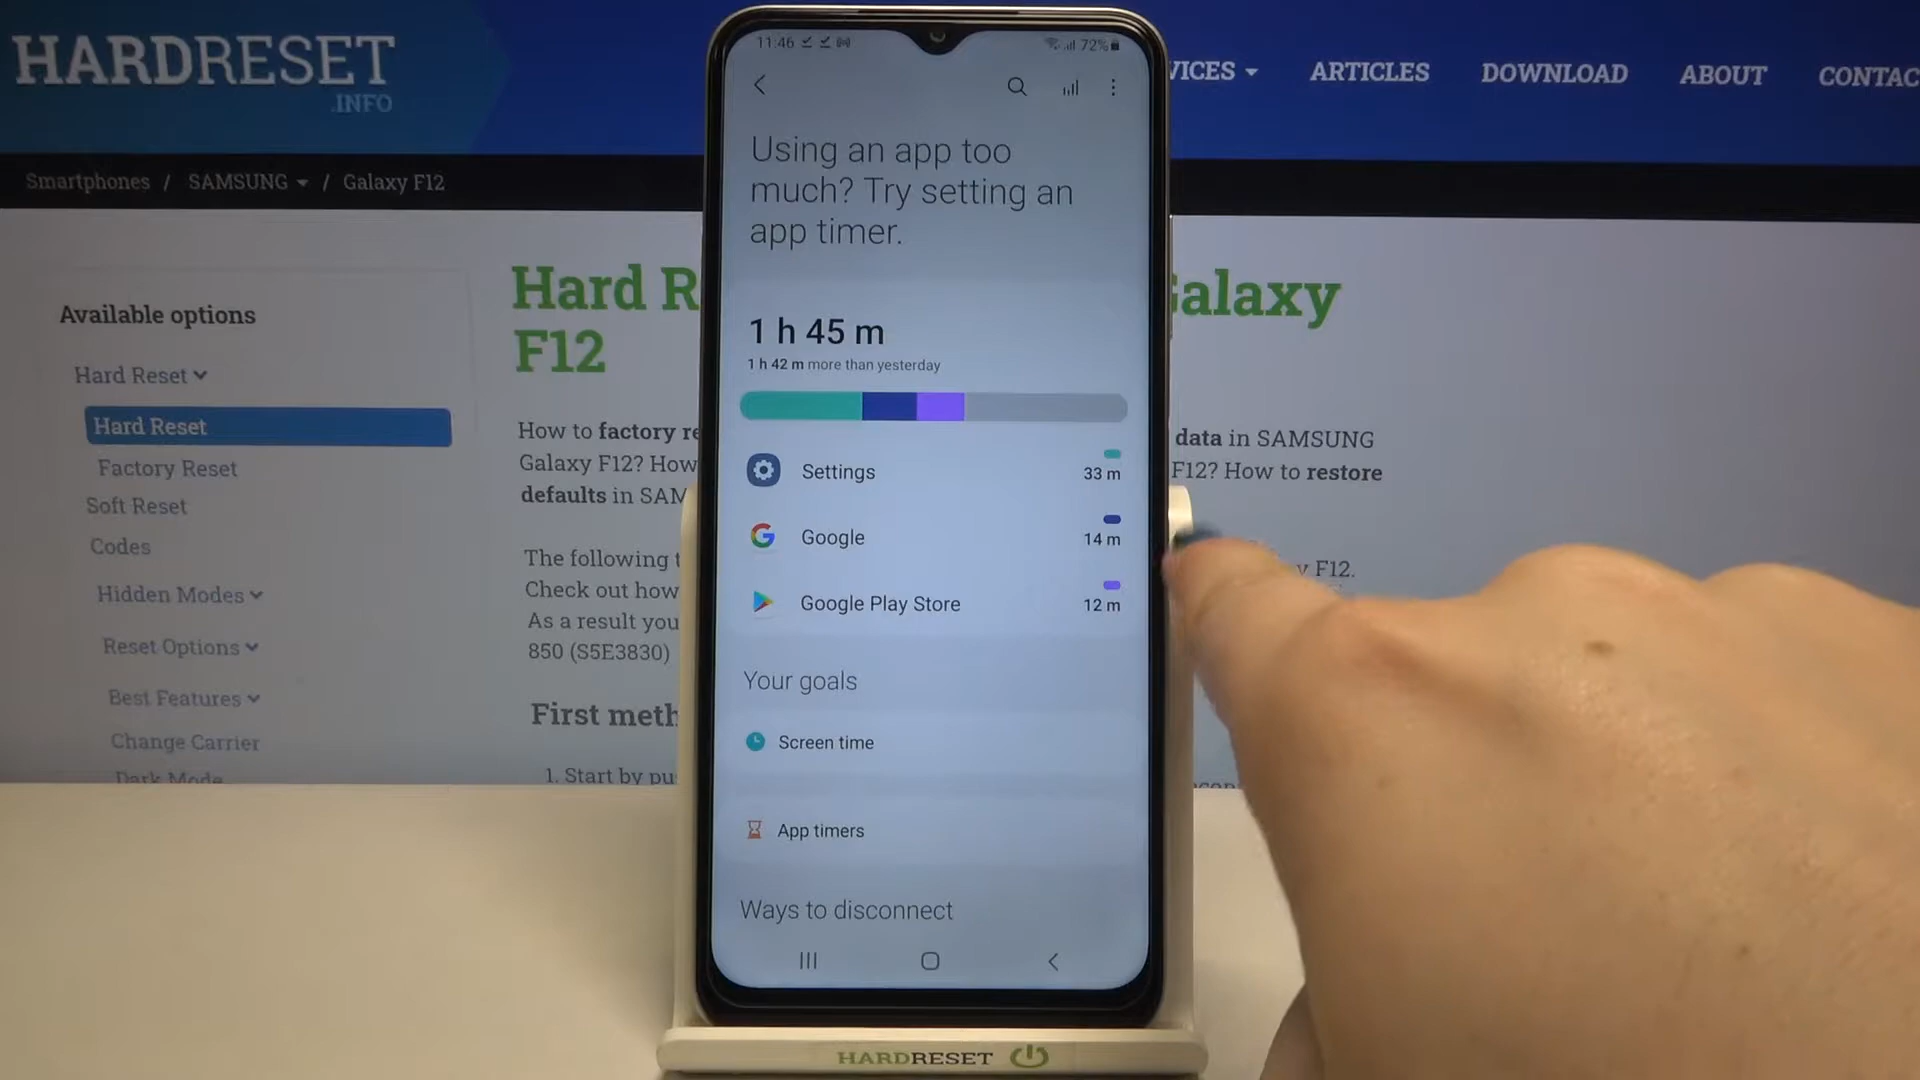 HARDRESET
.INFO
VICES
ARTICLES
DOWNLOAD
ABOUT
CONTAC
Smartphones / SAMSUNG / Galaxy F12
Available options
Hard Reset
Hard Reset
Factory Reset
Soft Reset
Codes
Hidden Modes
Reset Options
Best Features
Change Carrier
Dark Mode
Hard R
Galaxy
F12
How to factory re
data in SAMSUNG
Galaxy F12? How
F12? How to restore
defaults in SAM
The following t
y F12.
Check out how
As a result you
850 (S5E3830)
First meth
1. Start by pu
11:46
72%
Using an app too
much? Try setting an
app timer.
1 h 45 m
1 h 42 m more than yesterday
Settings
33 m
Google
14 m
Google Play Store
12 m
Your goals
Screen time
App timers
Ways to disconnect
HARDRESET